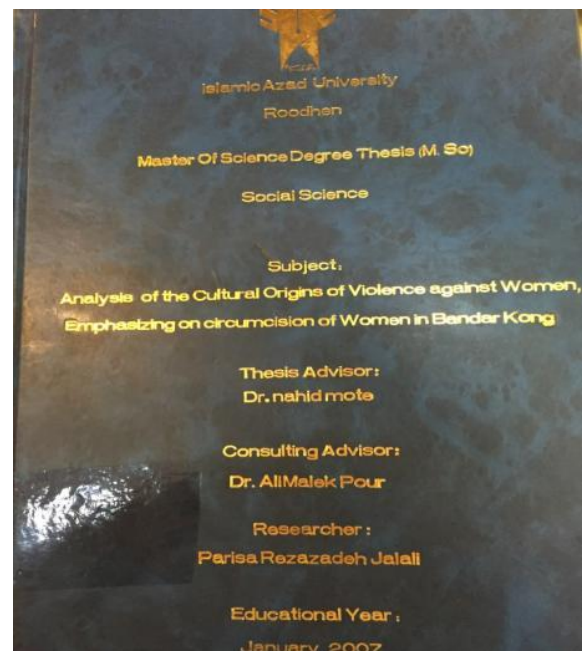 Islamic Azad University
Roodhen
Master Of Science Degree Thesis (M. Sc)
Social Science
Subject:
Analysis of the Cultural Origins of Violence against Women,
Emphasizing on circumcision of Women in Bandar Kong
Thesis Advisor:
Dr. nahid mote
Consulting Advisor:
Dr. Ali Malek Pour
Researcher:
Parisa Rezazadeh Jalali
Educational Year:
January 2007